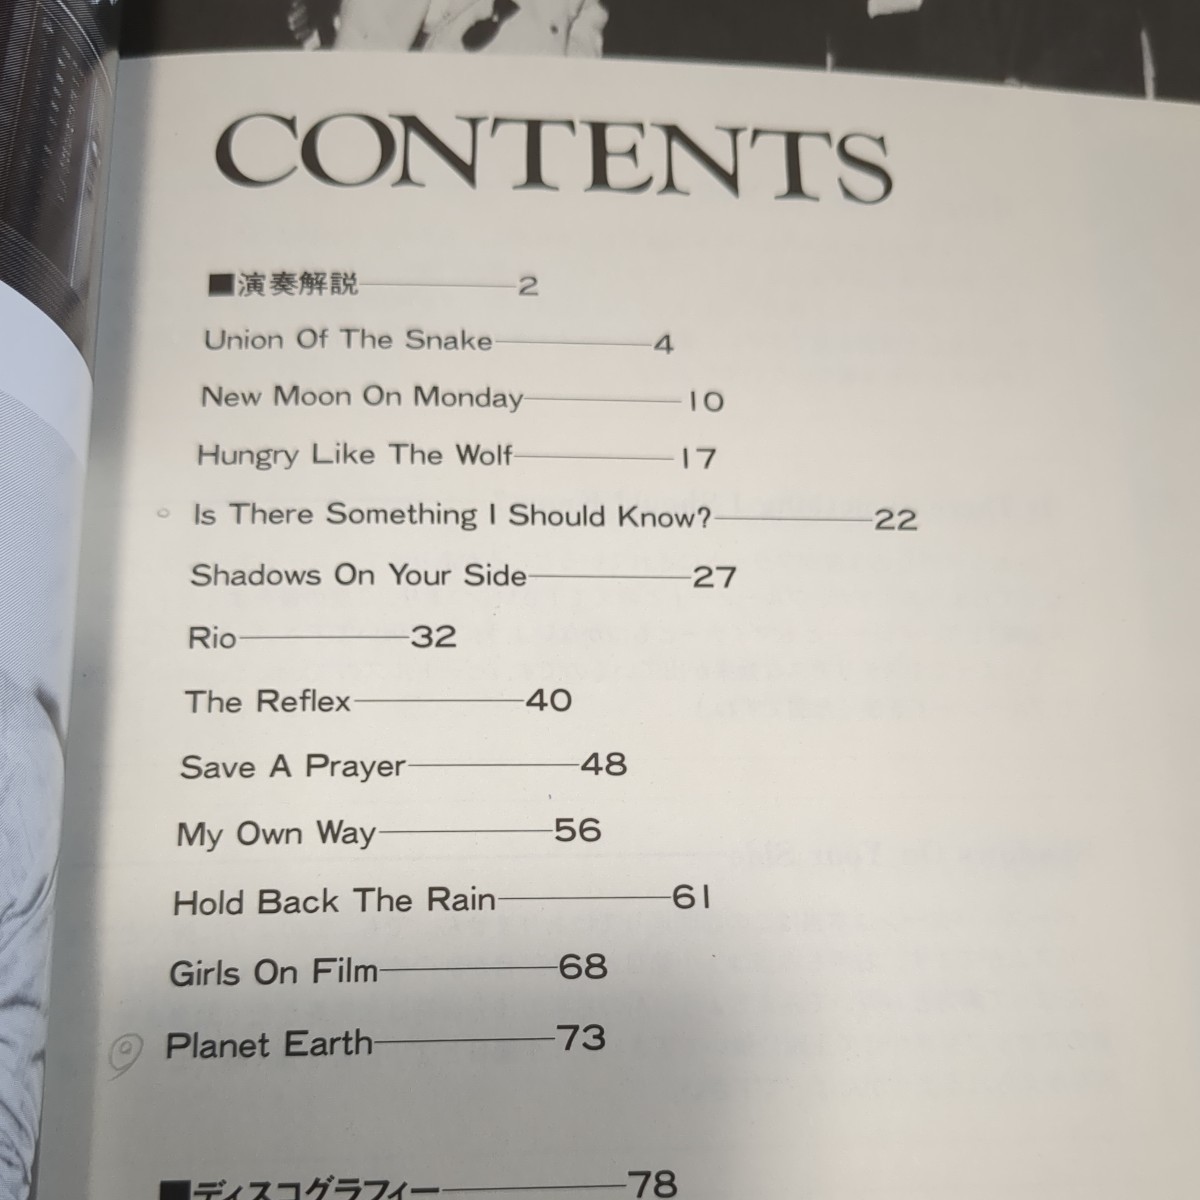 CONTENTS
■演奏解説 2
Union Of The Snake 4
New Moon On Monday 10
Hungry Like The Wolf 17
Is There Something I Should Know? 22
Shadows On Your Side 27
Rio 32
The Reflex 40
Save A Prayer 48
My Own Way 56
Hold Back The Rain 61
Girls On Film 68
Planet Earth 73
■ディスコグラフィー 78